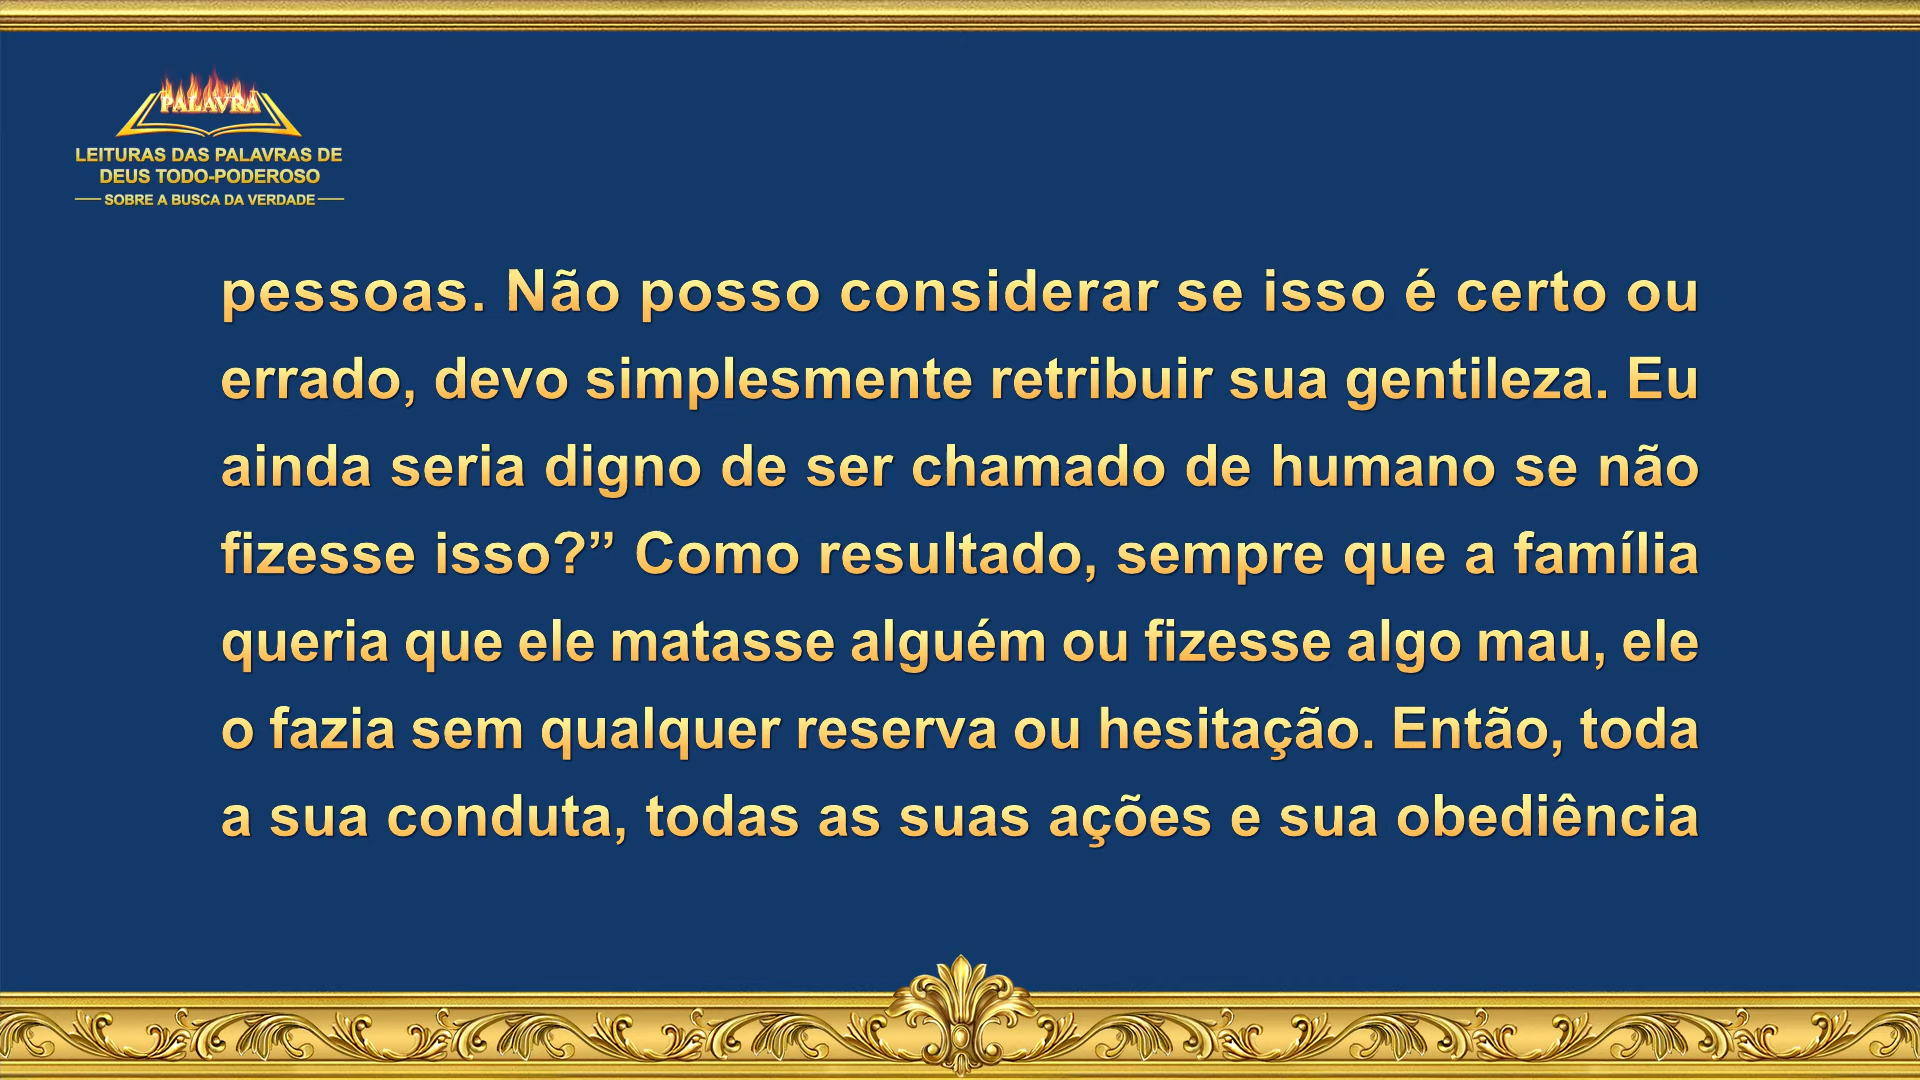 PALAVRA
LEITURAS DAS PALAVRAS DE
DEUS TODO-PODEROSO
SOBRE A BUSCA DA VERDADE
pessoas. Não posso considerar se isso é certo ou
errado, devo simplesmente retribuir sua gentileza. Eu
ainda seria digno de ser chamado de humano se não
fizesse isso?” Como resultado, sempre que a família
queria que ele matasse alguém ou fizesse algo mau, ele
o fazia sem qualquer reserva ou hesitação. Então, toda
a sua conduta, todas as suas ações e sua obediência